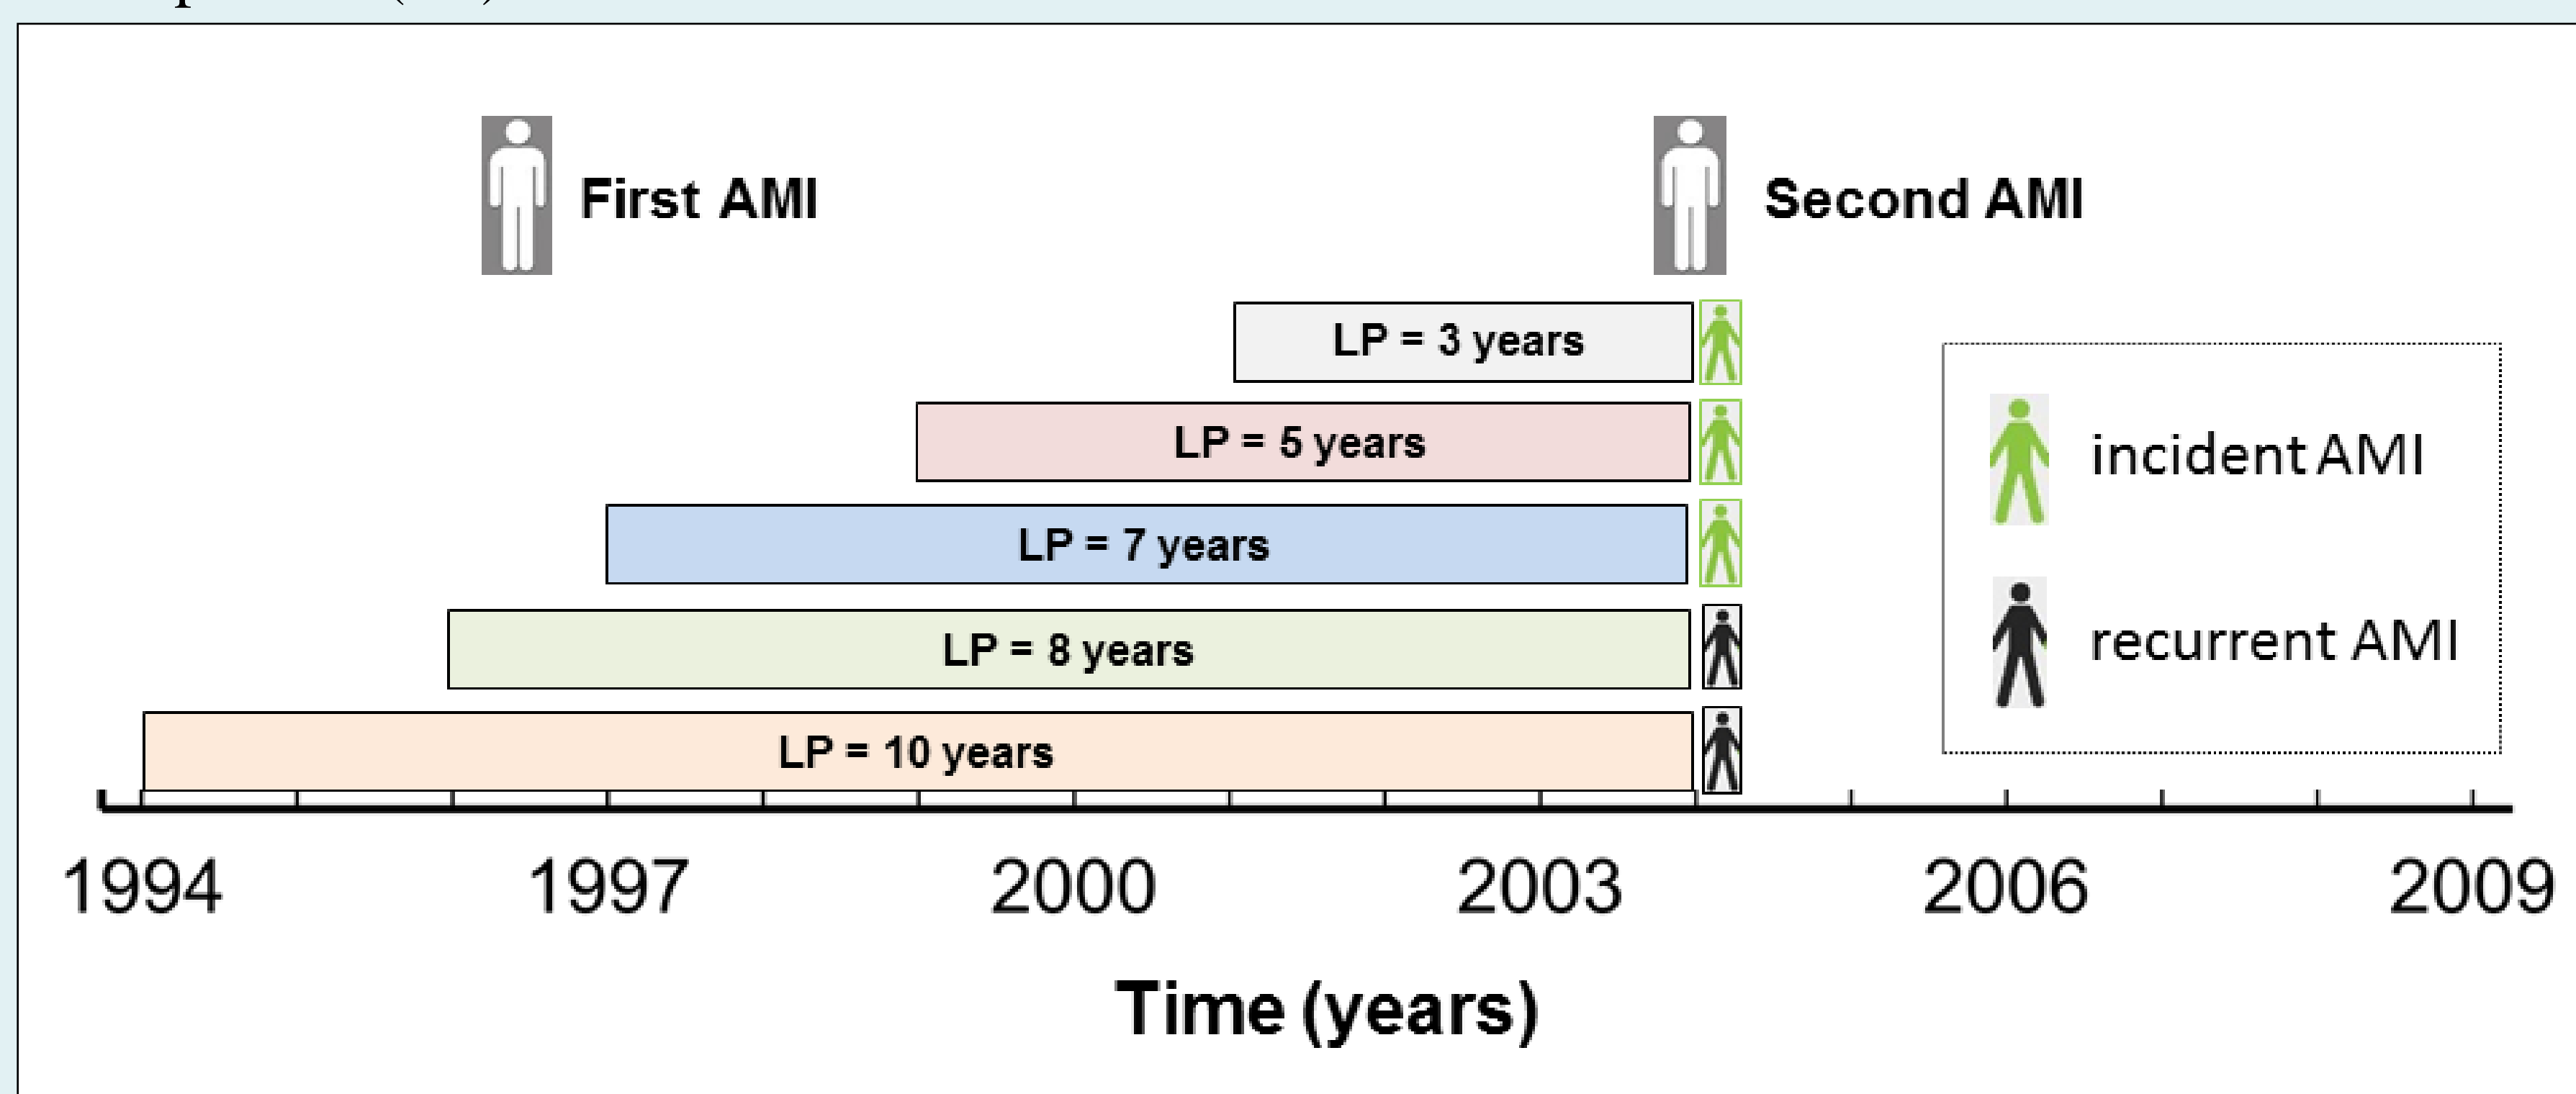 First AMI
Second AMI
LP = 3 years
LP = 5 years
LP = 7 years
LP = 8 years
LP = 10 years
incident AMI
recurrent AMI
1994 1997 2000 2003 2006 2009
Time (years)